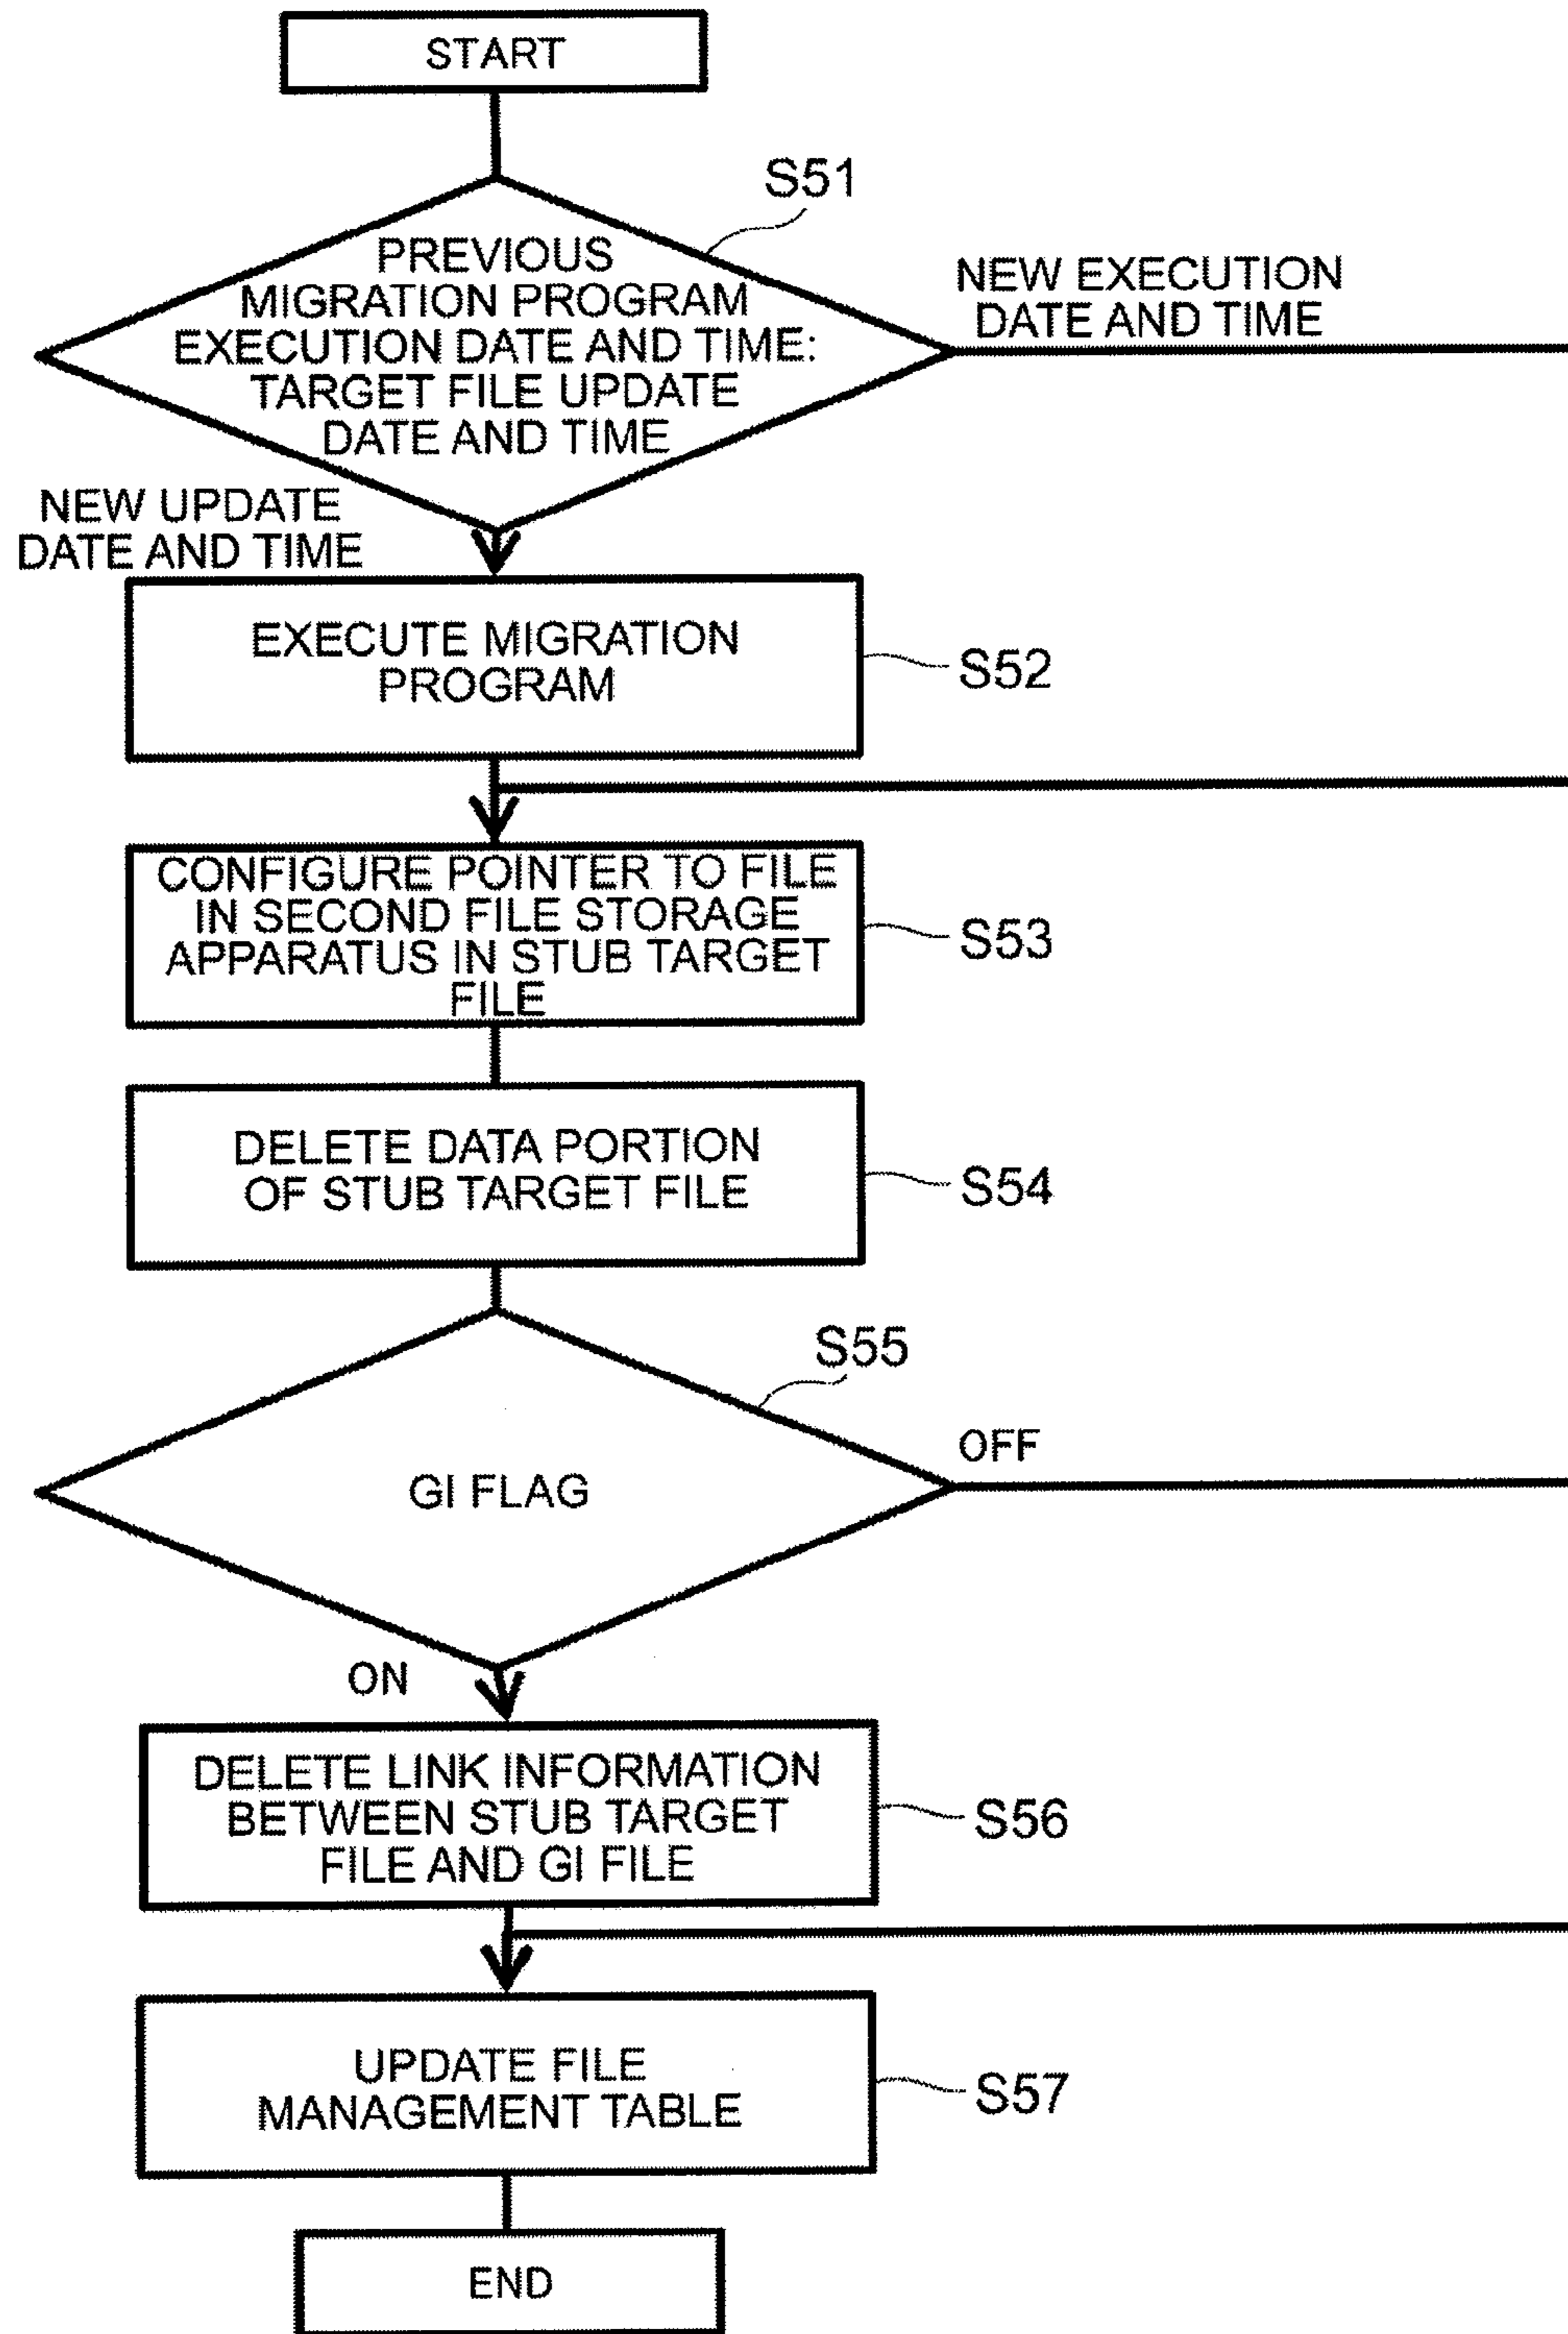 START
S51
PREVIOUS
MIGRATION PROGRAM
EXECUTION DATE AND TIME:
TARGET FILE UPDATE
DATE AND TIME
NEW EXECUTION
DATE AND TIME
NEW UPDATE
DATE AND TIME
EXECUTE MIGRATION
PROGRAM
S52
CONFIGURE POINTER TO FILE
IN SECOND FILE STORAGE
APPARATUS IN STUB TARGET
FILE
S53
DELETE DATA PORTION
OF STUB TARGET FILE
S54
S55
GI FLAG
OFF
ON
DELETE LINK INFORMATION
BETWEEN STUB TARGET
FILE AND GI FILE
S56
UPDATE FILE
MANAGEMENT TABLE
S57
END